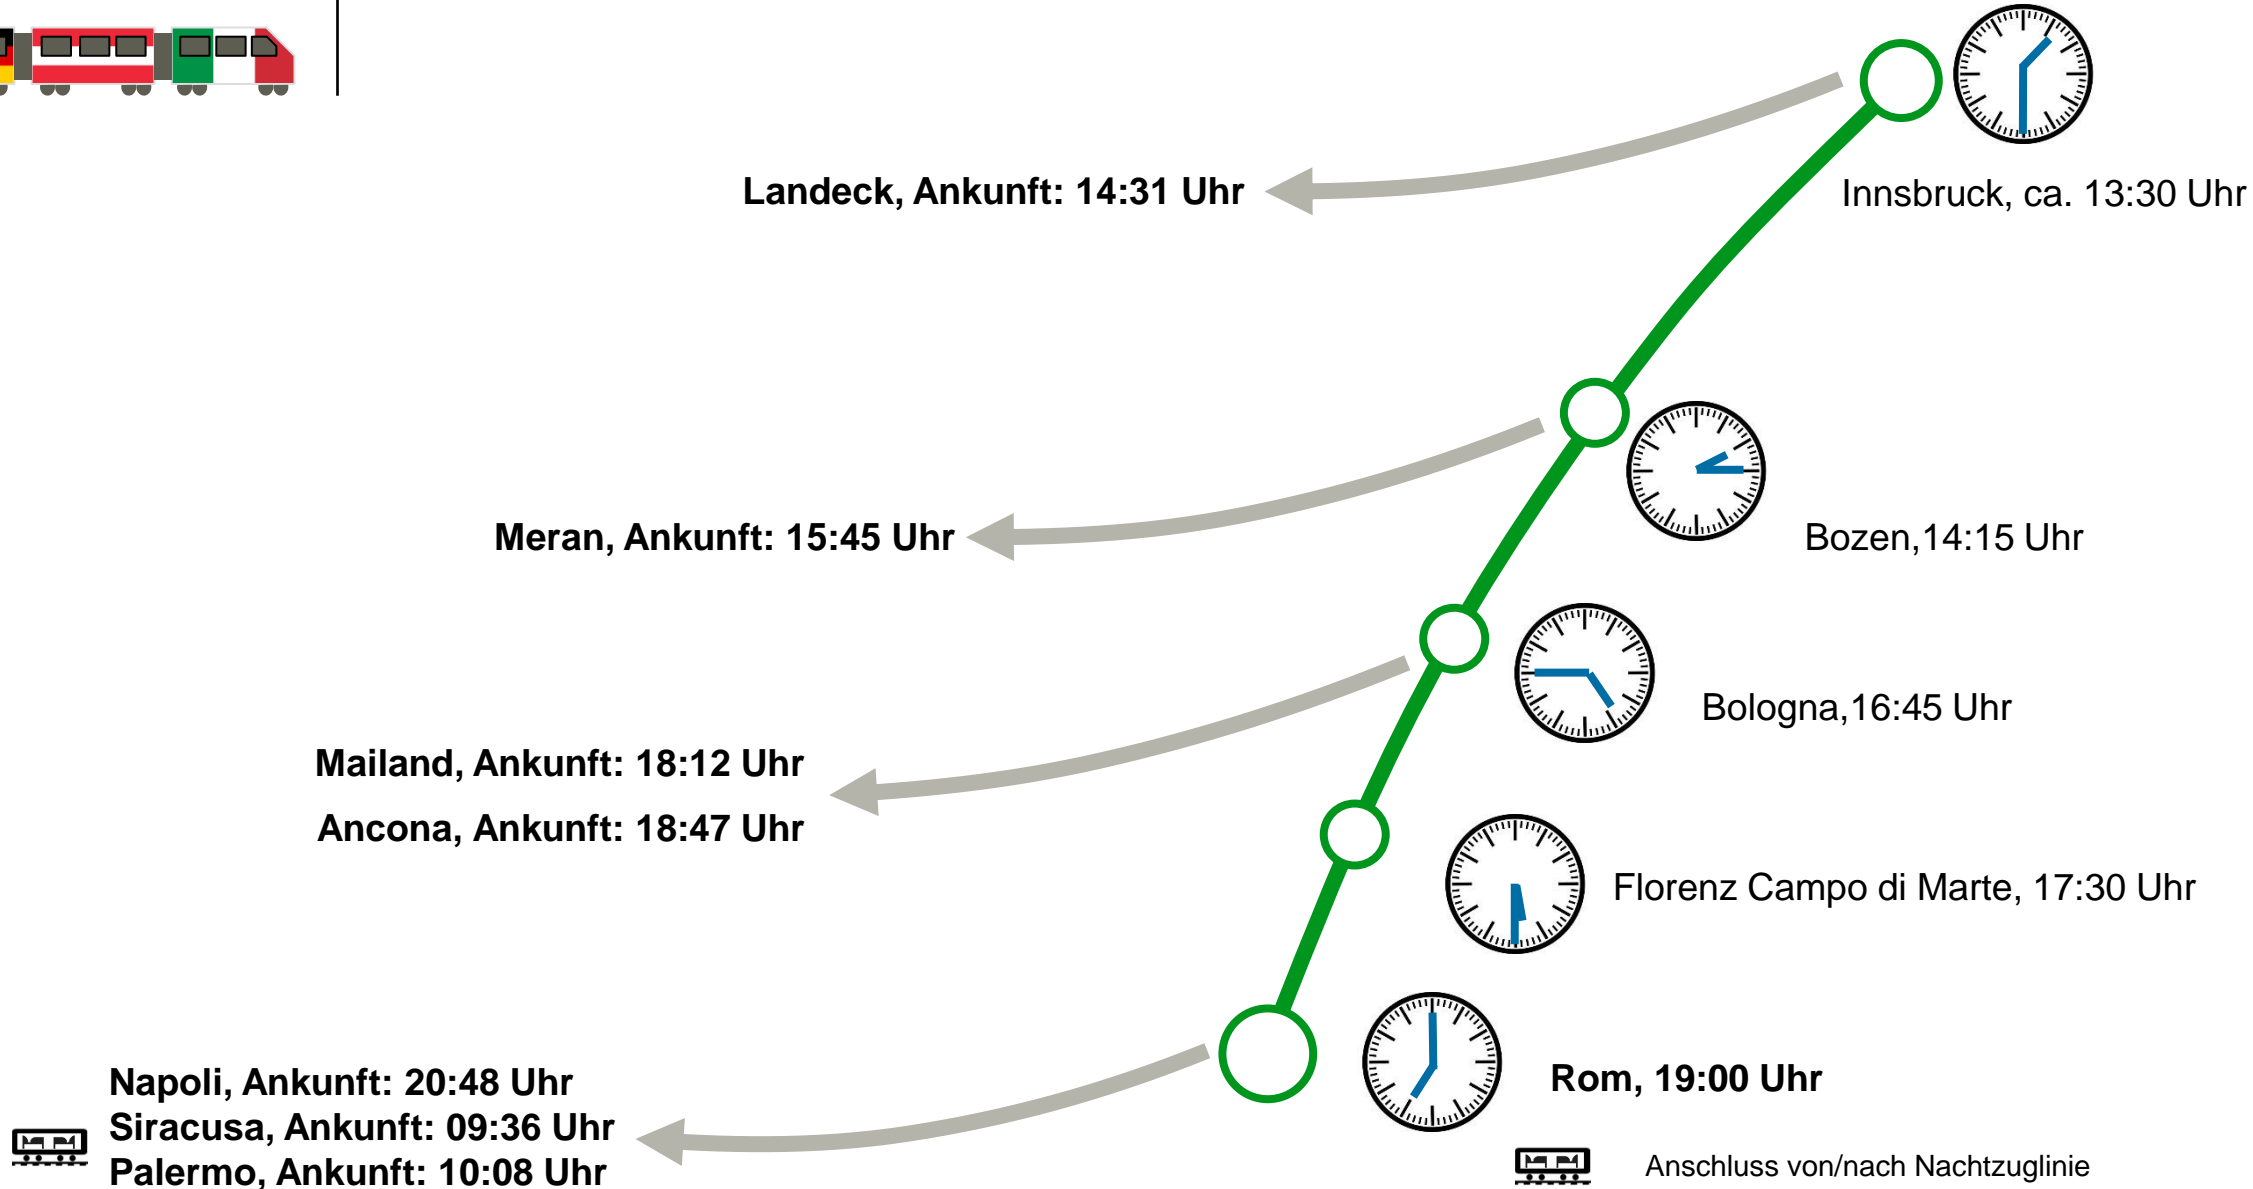 Landeck, Ankunft: 14:31 Uhr
Innsbruck, ca. 13:30 Uhr
Meran, Ankunft: 15:45 Uhr
Bozen,14:15 Uhr
Bologna,16:45 Uhr
Mailand, Ankunft: 18:12 Uhr
Ancona, Ankunft: 18:47 Uhr
Florenz Campo di Marte, 17:30 Uhr
Rom, 19:00 Uhr
Napoli, Ankunft: 20:48 Uhr
Siracusa, Ankunft: 09:36 Uhr
Palermo, Ankunft: 10:08 Uhr
Anschluss von/nach Nachtzuglinie